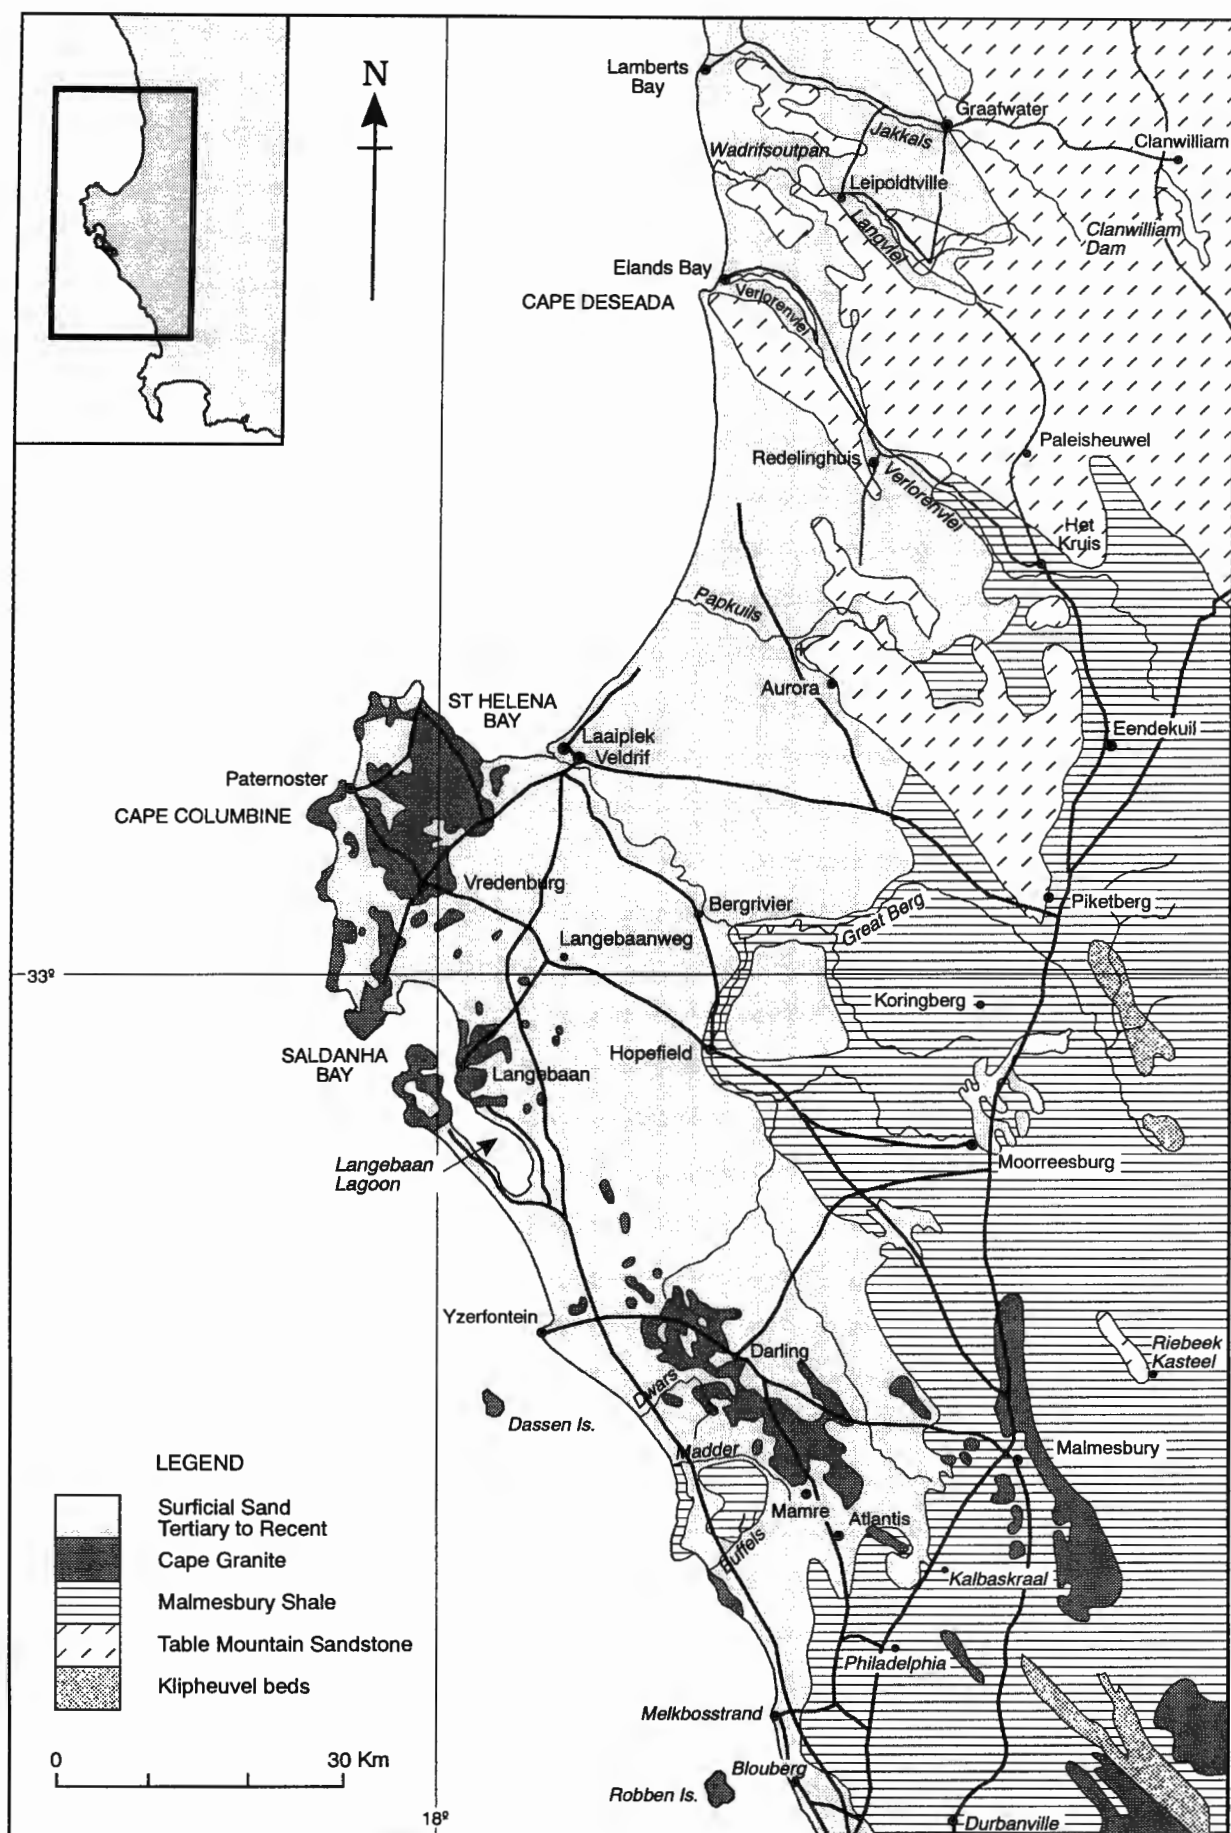 N
Lamberts
Bay
Graafwater
Jakkals
Clanwilliam
Wadrifsoutpan
Leipoldtville
Langvlei
Clanwilliam
Dam
Elands Bay
CAPE DESEADA
Verlorenvlei
Paleisheuwel
Redelinghuis
Verlorenvlei
Het
Kruis
Papkuils
Aurora
ST HELENA
BAY
Laaiplek
Veldrif
Eendekuil
Paternoster
CAPE COLUMBINE
Vredenburg
Bergrivier
Great Berg
Piketberg
Langebaanweg
33º
Koringberg
SALDANHA
BAY
Hopefield
Langebaan
Langebaan
Lagoon
Moorreesburg
Yzerfontein
Darling
Riebeek
Kasteel
Dwars
Dassen Is.
Madder
Malmesbury
Mamre
Atlantis
Buffels
Kalbaskraal
Philadelphia
Melkbosstrand
Blouberg
Robben Is.
Durbanville
18º
LEGEND
Surficial Sand
Tertiary to Recent
Cape Granite
Malmesbury Shale
Table Mountain Sandstone
Klipheuvel beds
0 30 Km